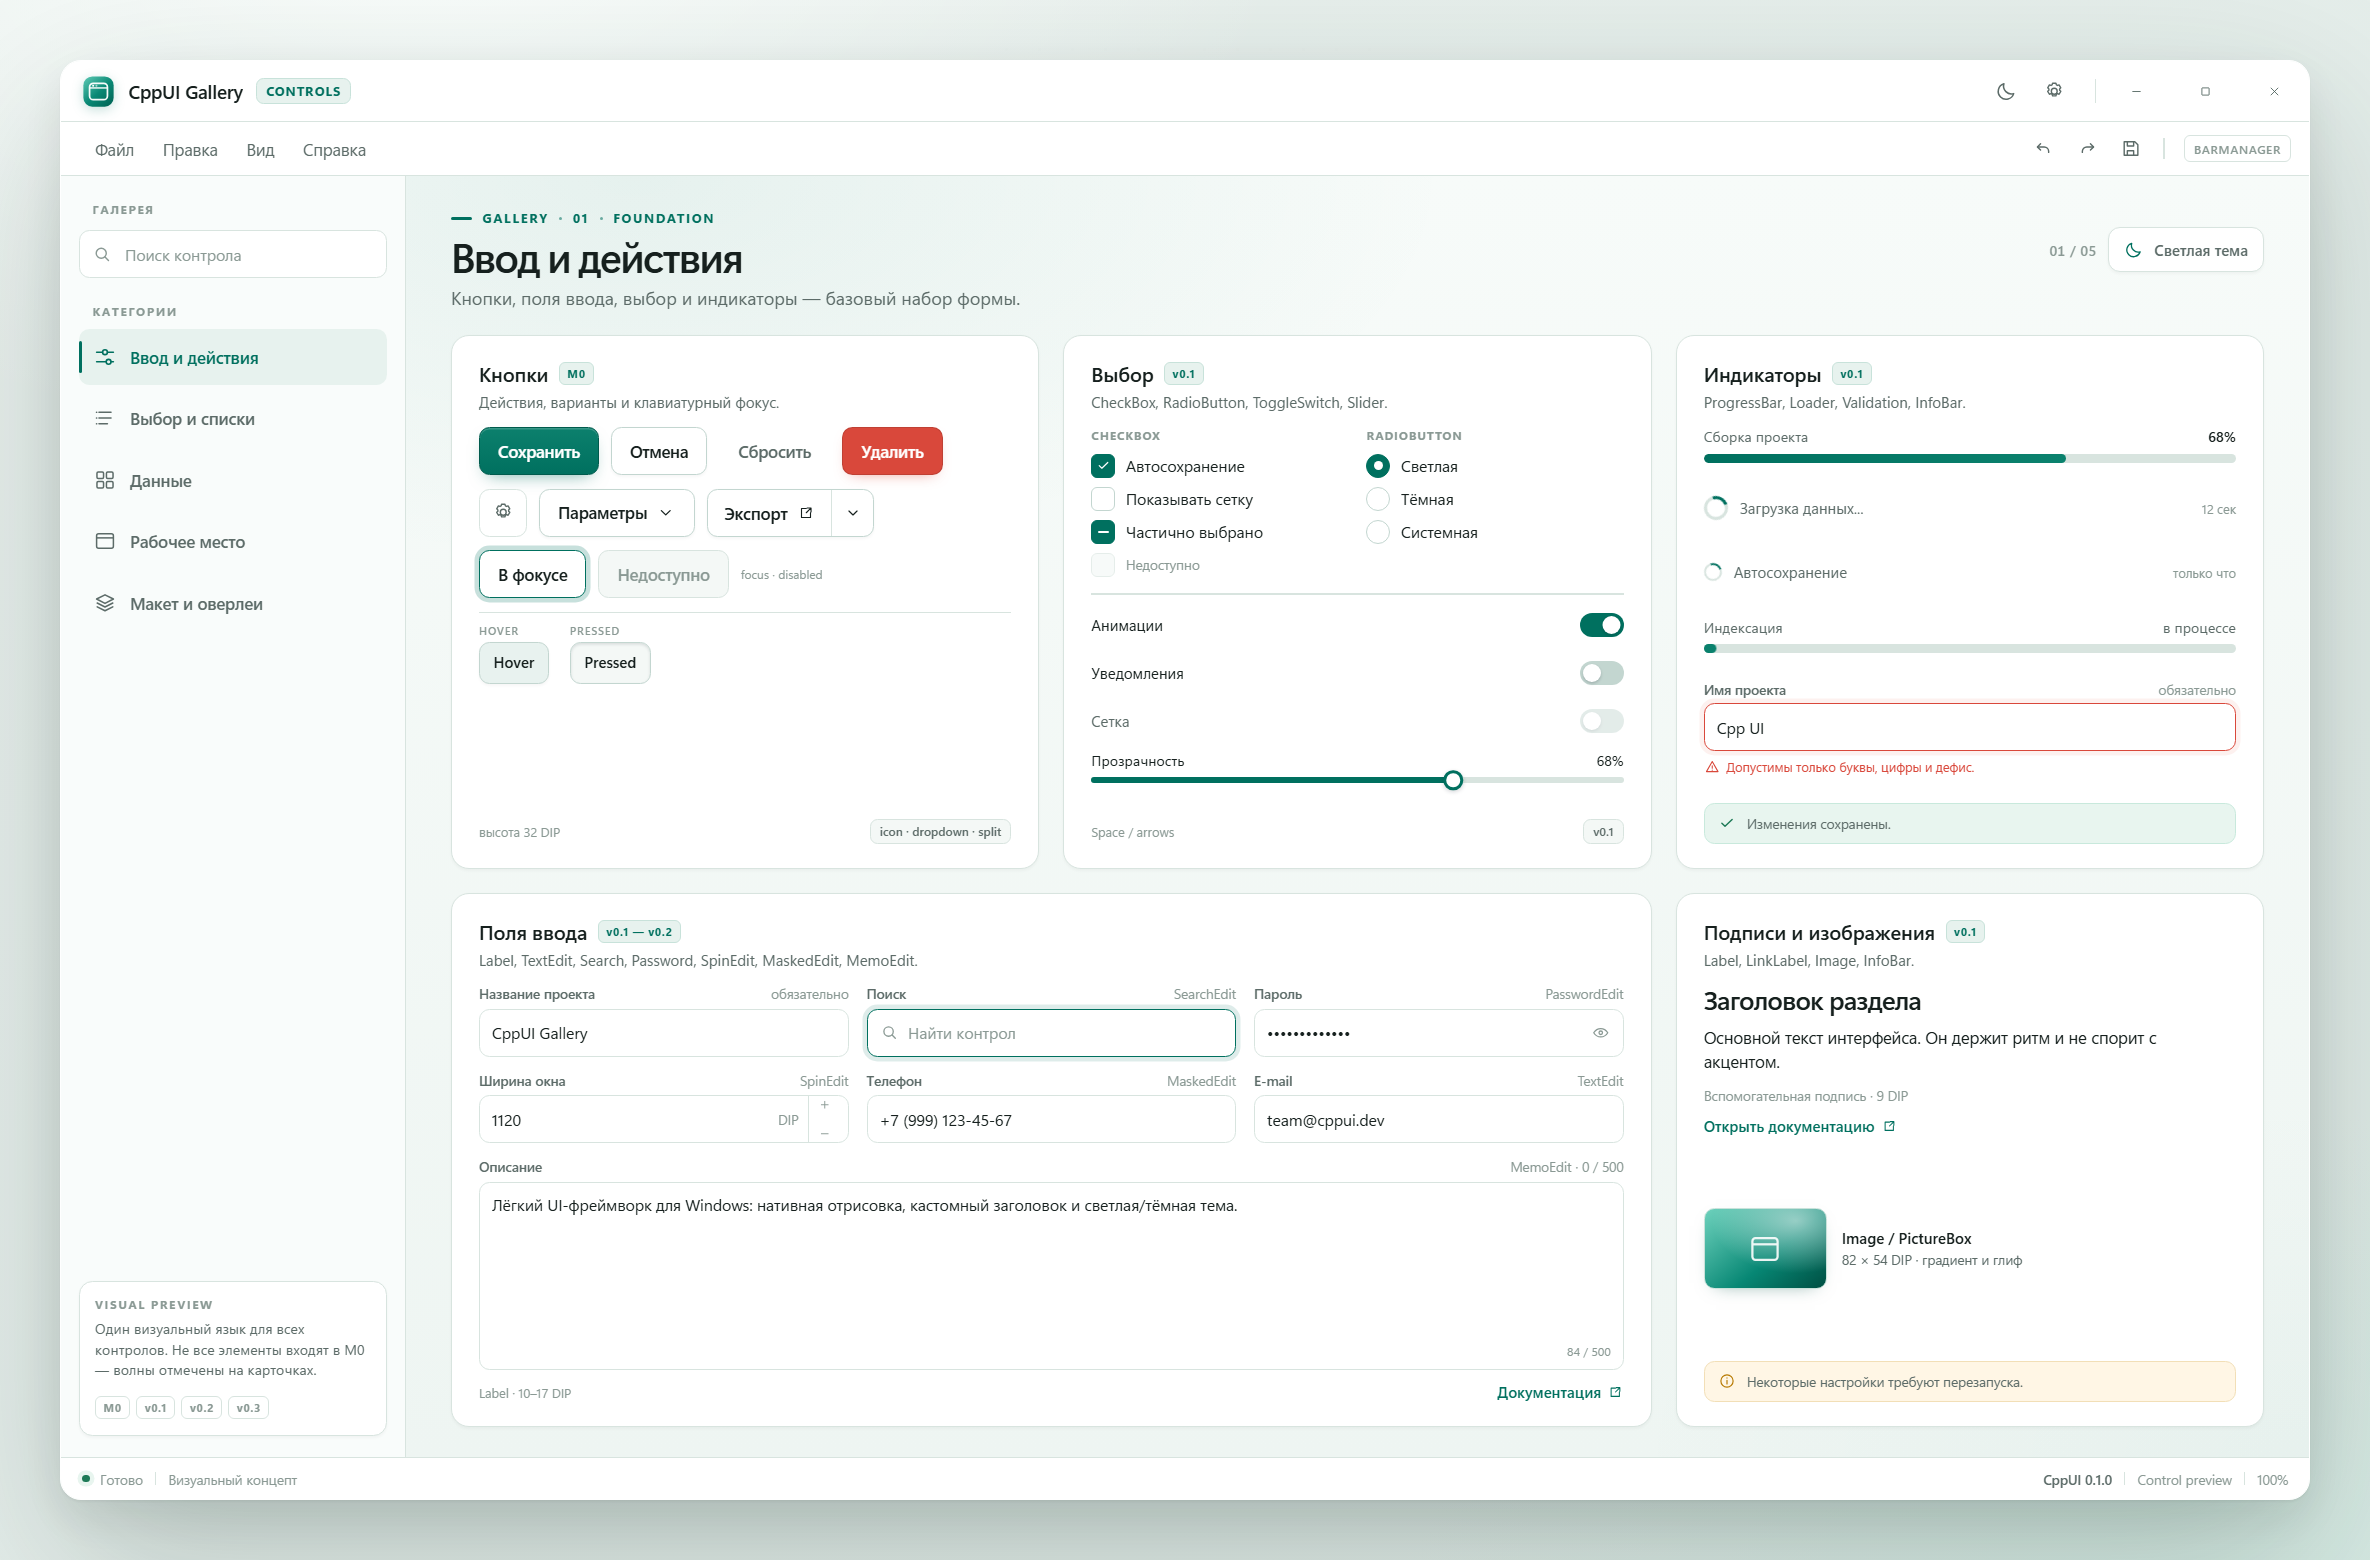 CppUI Gallery CONTROLS
Файл Правка Вид Справка BARMANAGER
ГАЛЕРЕЯ
Поиск контрола
КАТЕГОРИИ
Ввод и действия
Выбор и списки
Данные
Рабочее место
Макет и оверлеи
VISUAL PREVIEW
Один визуальный язык для всех
контролов. Не все элементы входят в M0
— волны отмечены на карточках.
M0 v0.1 v0.2 v0.3
GALLERY · 01 · FOUNDATION
Ввод и действия
Кнопки, поля ввода, выбор и индикаторы — базовый набор формы.
01 / 05 Светлая тема
Кнопки M0
Действия, варианты и клавиатурный фокус.
Сохранить Отмена Сбросить Удалить
Параметры Экспорт
В фокусе Недоступно focus · disabled
HOVER PRESSED
Hover Pressed
высота 32 DIP icon · dropdown · split
Выбор v0.1
CheckBox, RadioButton, ToggleSwitch, Slider.
CHECKBOX RADIOBUTTON
Автосохранение Светлая
Показывать сетку Тёмная
Частично выбрано Системная
Недоступно
Анимации
Уведомления
Сетка
Прозрачность 68%
Space / arrows v0.1
Индикаторы v0.1
ProgressBar, Loader, Validation, InfoBar.
Сборка проекта 68%
Загрузка данных... 12 сек
Автосохранение только что
Индексация в процессе
Имя проекта обязательно
Cpp UI
Допустимы только буквы, цифры и дефис.
Изменения сохранены.
Поля ввода v0.1 — v0.2
Label, TextEdit, Search, Password, SpinEdit, MaskedEdit, MemoEdit.
Название проекта обязательно Поиск SearchEdit Пароль PasswordEdit
CppUI Gallery Найти контрол •••••••••••••
Ширина окна SpinEdit Телефон MaskedEdit E-mail TextEdit
1120 DIP + − +7 (999) 123-45-67 team@cppui.dev
Описание MemoEdit · 0 / 500
Лёгкий UI-фреймворк для Windows: нативная отрисовка, кастомный заголовок и светлая/тёмная тема.
84 / 500
Label · 10–17 DIP Документация
Подписи и изображения v0.1
Label, LinkLabel, Image, InfoBar.
Заголовок раздела
Основной текст интерфейса. Он держит ритм и не спорит с
акцентом.
Вспомогательная подпись · 9 DIP
Открыть документацию
Image / PictureBox
82 × 54 DIP · градиент и глиф
Некоторые настройки требуют перезапуска.
Готово Визуальный концепт CppUI 0.1.0 Control preview 100%